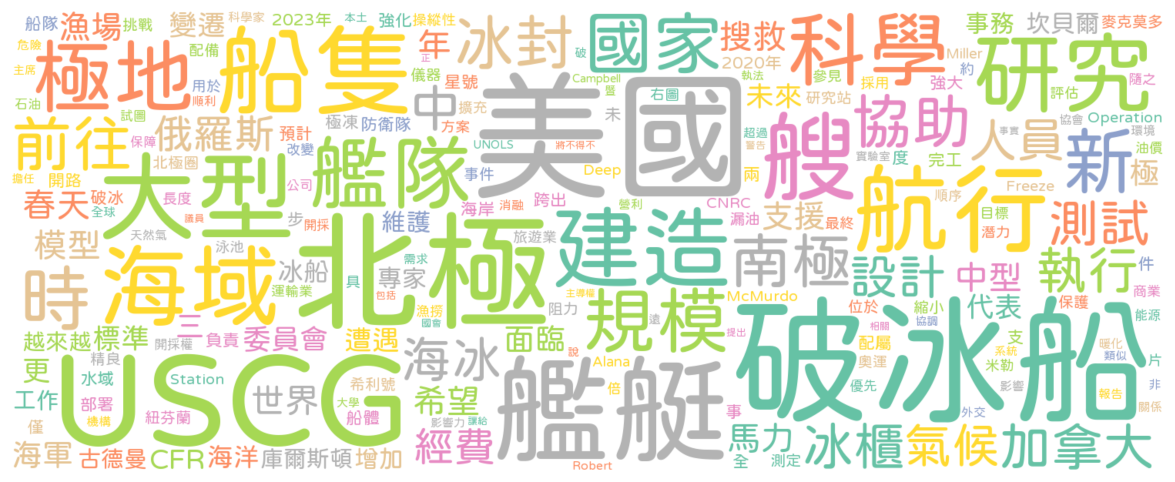 船隊
漁場
挑戰
變遷
科學家
2023年
本土
強化
操縱性
危險
極地
船隻
配備
年
正
冰封
破
國家
搜救
2020年
科學
事務
坎貝爾
麥克莫多
Miller
約
隨之
研究
主席
石油
用於
順利
儀器
星號
參見
採用
強大
評估
試圖
中
擴充
美國
Campbell
盤
執法
右圖
未來
研究站
協助
協會
Operation
前往
保障
俄羅斯
極凍
防衛隊
預計
方案
未
艘
超過
警告
人員
事實
環境
油價
擔任
北極圈
改變
UNOLS
將不得不
Deep
兩
實驗室
度
完工
新
極
開路
大型
艦隊
事件
跨出
CNRC
順序
Freeze
春天
破冰
全球
長度
公司
步
開採
消融
海岸
維護
營利
漏油
支援
最終
航行
目標
潛力
測試
議員
模型
天然氣
泳池
北極
旅遊業
建造
南極
時
海域
冰船
運輸業
需求
具
包括
專家
漁撈
國會
阻力
主導權
遠
McMurdo
設計
中型
執行
件
商業
位於
縮小
保護
越來越
標準
三
負責
委員會
遭遇
面臨
規模
提出
相關
配屬
協調
代表
支
能源
更
精良
開採權
海冰
說
Alana
奧運
系統
米勒
暖化
類似
片
工作
水域
USCG
Station
世界
希利號
希望
倍
艦艇
破冰船
優先
影響
非
部署
僅
機構
紐芬蘭
大學
船體
影響力
讓給
事
馬力
外交
報告
關係
海軍
古德曼
CFR
海洋
庫爾斯頓
增加
經費
Robert
全
測定
冰櫃
氣候
加拿大